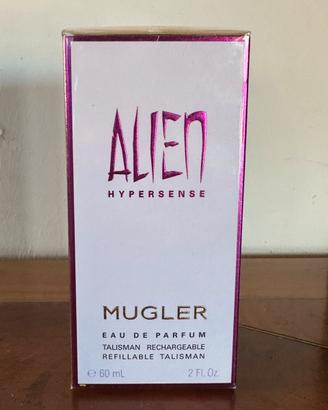 ALIEN
HYPERSENSE
MUGLER
EAU DE PARFUM
TALISMAN RECHARGEABLE
REFILLABLE TALISMAN
℮ 60 mL 2 Fl. Oz.